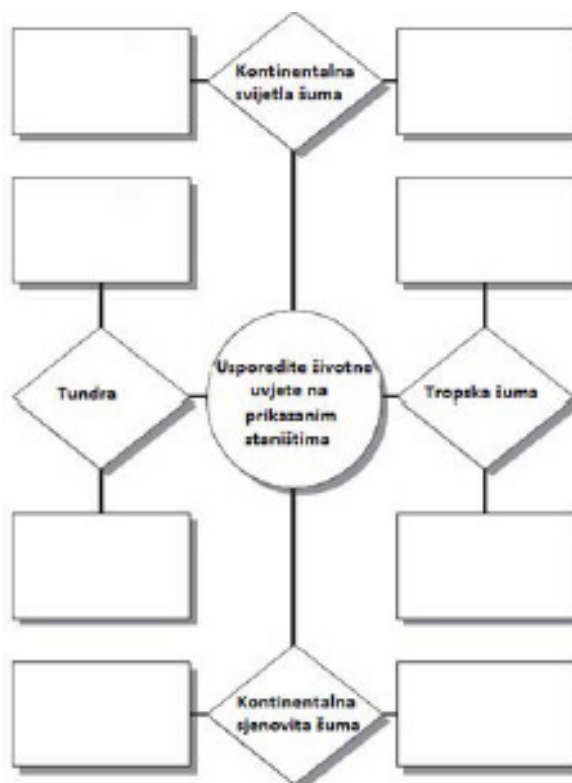 Kontinentalna
svijetla šuma
Usporedite životne
uvjete na
prikazanim
staništima
Tundra
Tropska šuma
Kontinentalna
sjenovita šuma